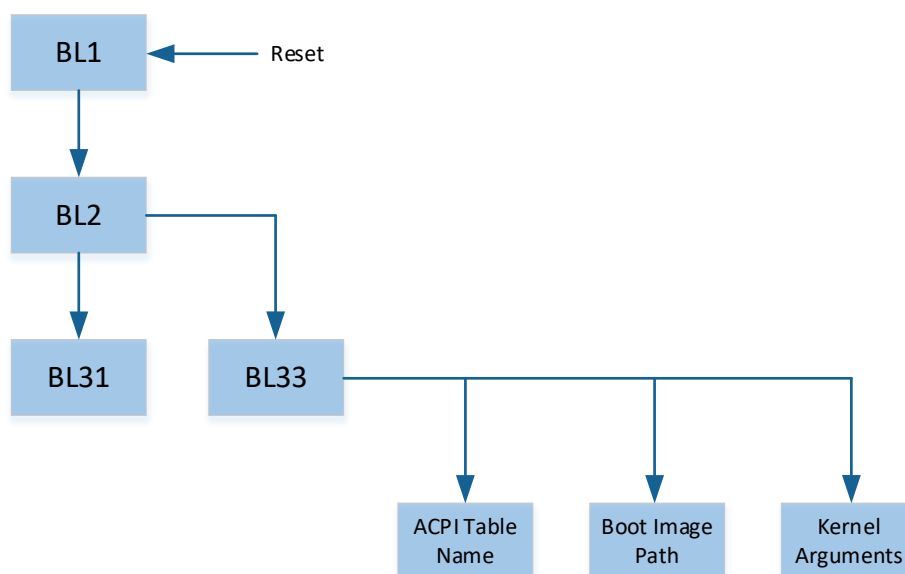 BL1
Reset
BL2
BL31
BL33
ACPI Table
Name
Boot Image
Path
Kernel
Arguments